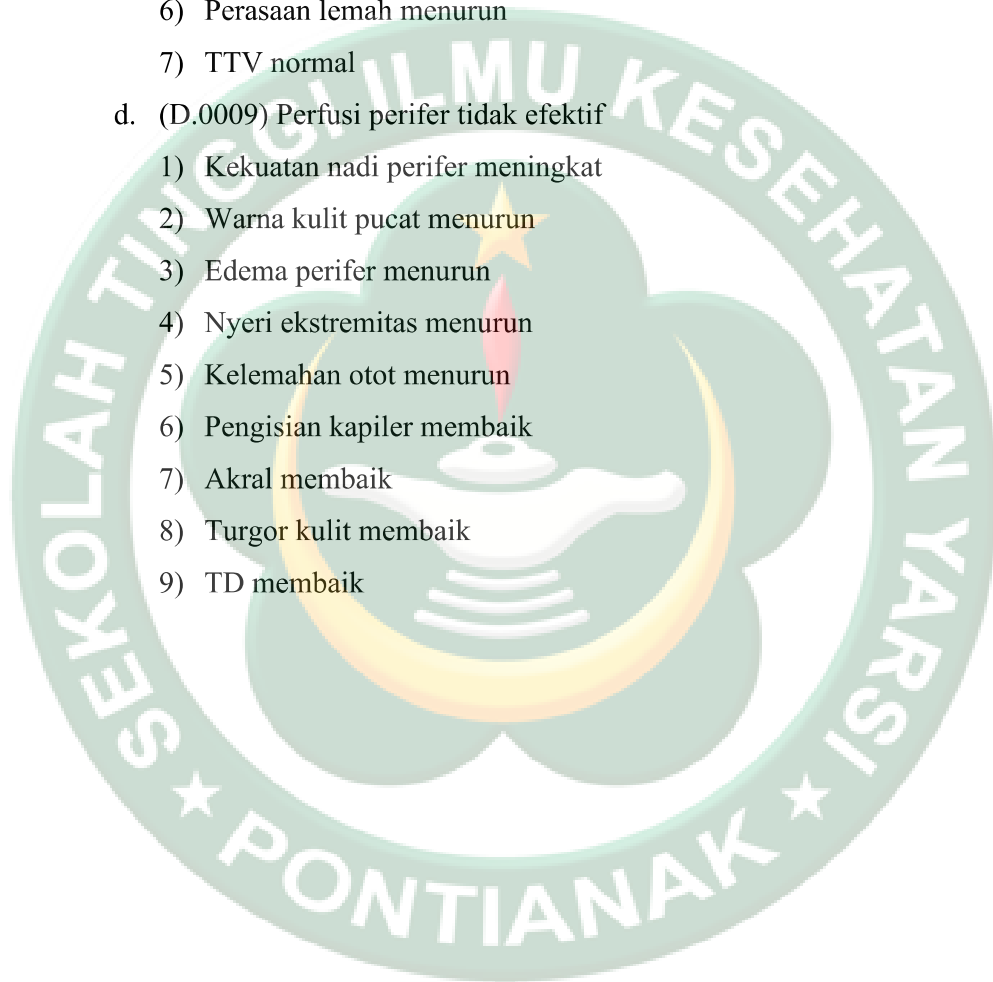 6) Perasaan lemah menurun
7) TTV normal
d. (D.0009) Perfusi perifer tidak efektif
1) Kekuatan nadi perifer meningkat
2) Warna kulit pucat menurun
3) Edema perifer menurun
4) Nyeri ekstremitas menurun
5) Kelemahan otot menurun
6) Pengisian kapiler membaik
7) Akral membaik
8) Turgor kulit membaik
9) TD membaik
SEKOLAH TINGGI ILMU KESEHATAN YARSI
PONTIANAK